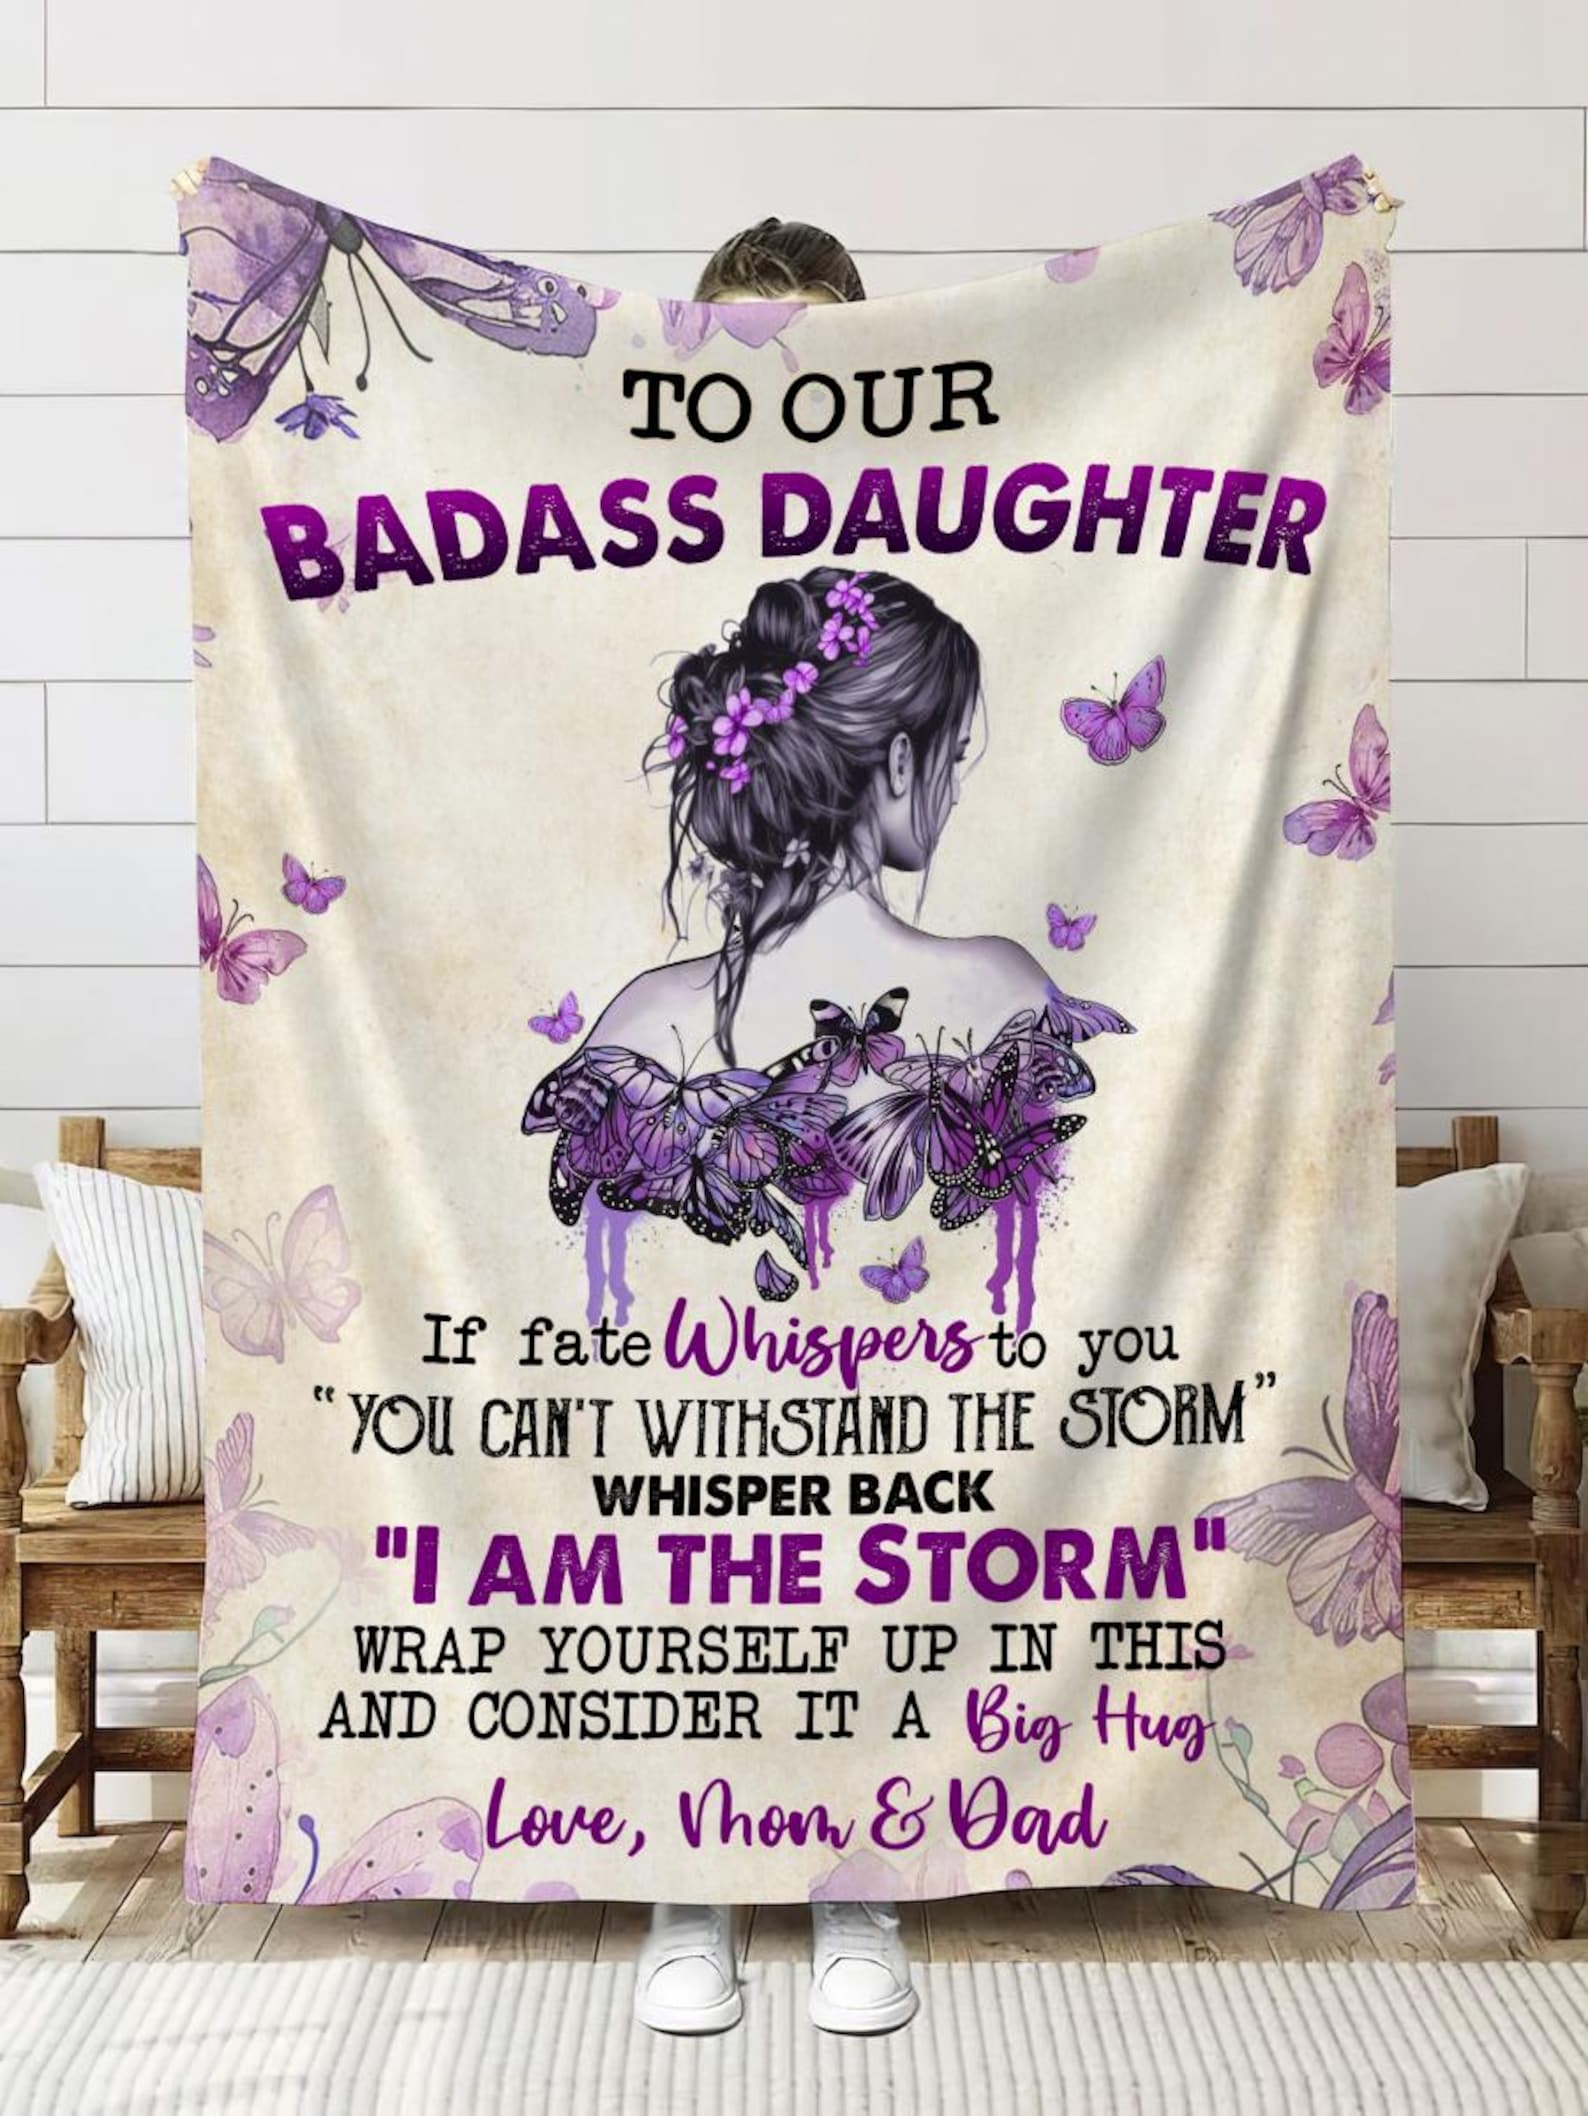 TO OUR
BADASS DAUGHTER
If fate Whispers to you
“YOU CAN'T WITHSTAND THE STORM”
WHISPER BACK
"I AM THE STORM"
WRAP YOURSELF UP IN THIS
AND CONSIDER IT A Big Hug
Love, Mom & Dad